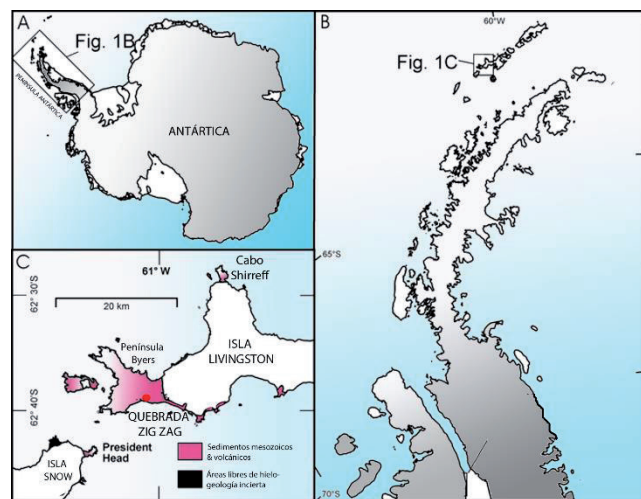 A
Fig. 1B
PENÍNSULA ANTÁRTICA
ANTÁRTICA
B
60°W
Fig. 1C
65°S
70°S
C
61° W
Cabo
Shirreff
62° 30'S
20 km
ISLA
LIVINGSTON
Península
Byers
62° 40'S
QUEBRADA
ZIG ZAG
President
Head
ISLA
SNOW
Sedimentos mesozoicos
& volcánicos
Áreas libres de hielo-
geología incierta